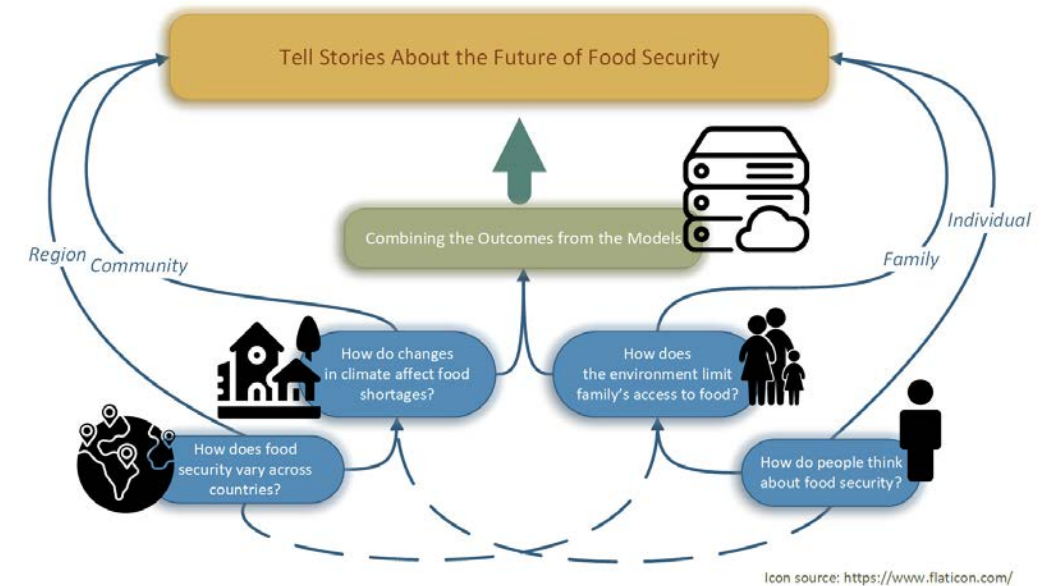 Tell Stories About the Future of Food Security
Combining the Outcomes from the Models
Region
Community
Family
Individual
How do changes
in climate affect food
shortages?
How does
the environment limit
family's access to food?
How does food
security vary across
countries?
How do people think
about food security?
Icon source: https://www.flaticon.com/